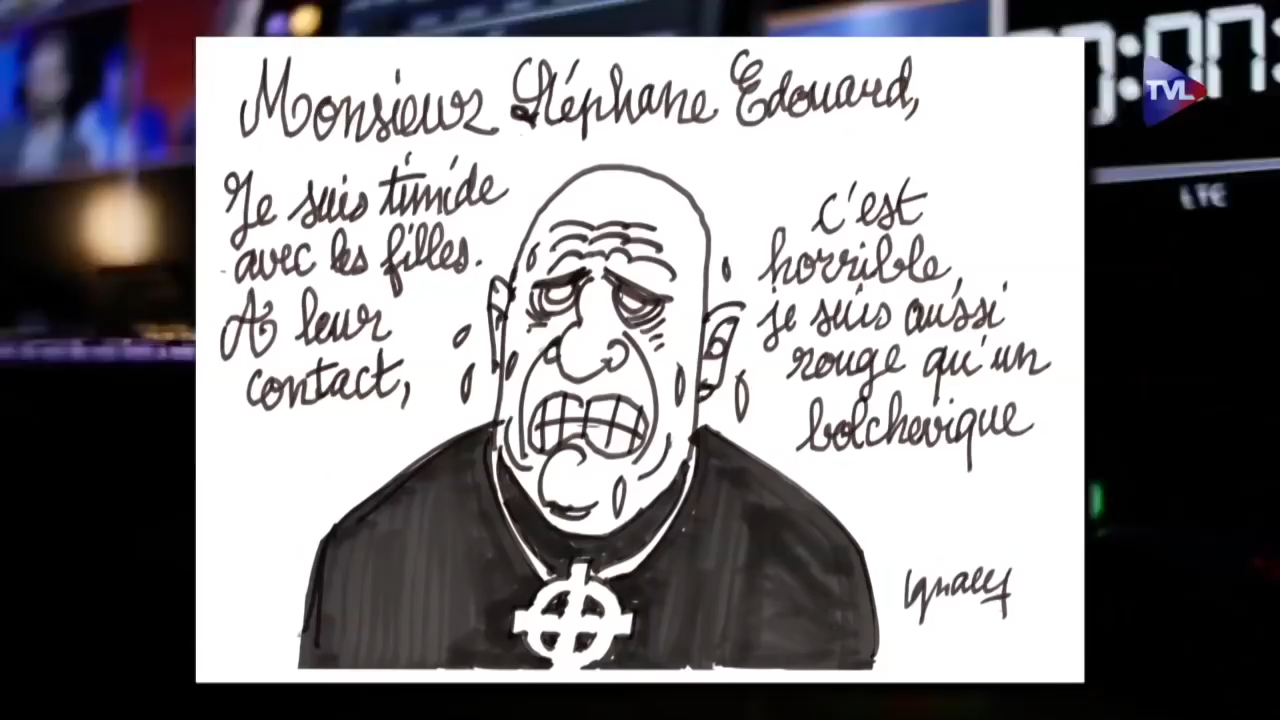 Monsieur Stéphane Edouard,
Je suis timide
avec les filles.
A leur
contact,
c'est
horrible,
je suis aussi
rouge qu'un
bolchevique
Ignace
TVL
LTE